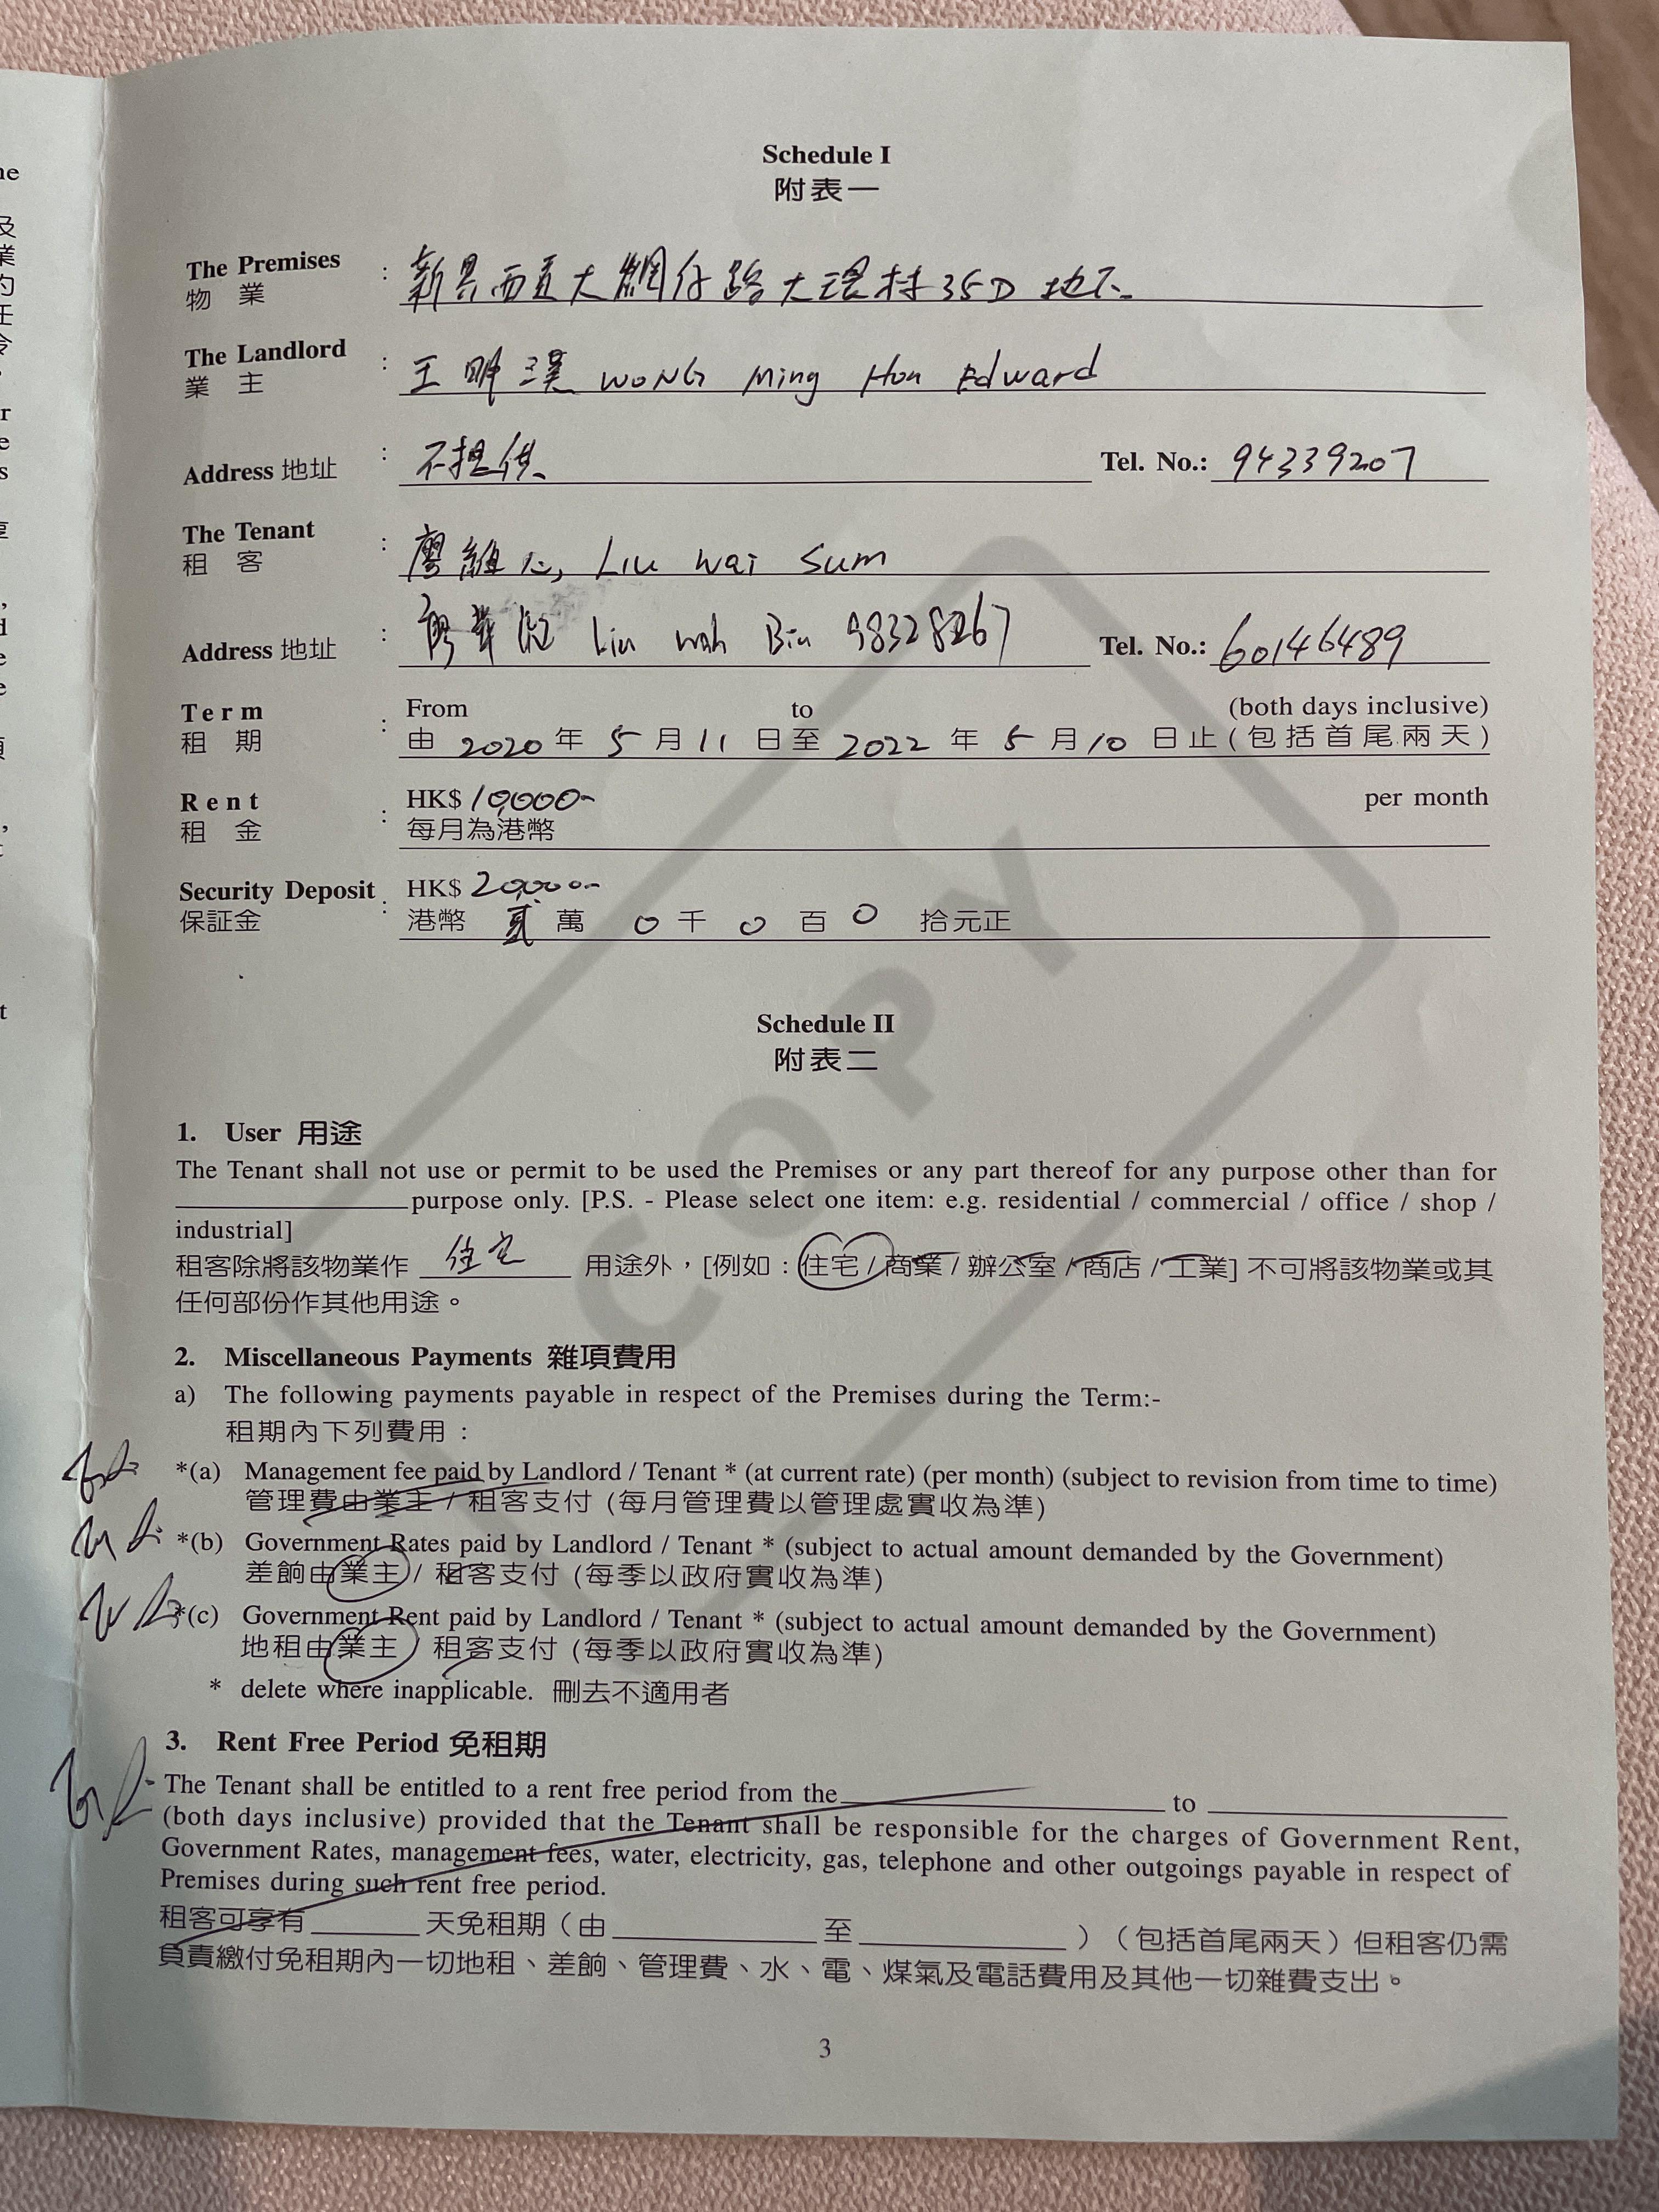 Schedule I
附表一
The Premises : 新界西貢大網仔路大環村35D 地下
物 業
The Landlord : 王明漢 WONG Ming Hon Edward
業 主
Address 地址 : 不提供 Tel. No.: 94339207
The Tenant : 廖維心, Liu Wai Sum
租 客
Address 地址 : 廖華 Liu Wah Bin 98328267 Tel. No.: 60146489
Term : From to (both days inclusive)
租 期 由 2020 年 5 月 11 日至 2022 年 5 月 10 日止 (包括首尾兩天)
Rent : HK$ 10,000- per month
租 金 每月為港幣
Security Deposit : HK$ 20,000-
保証金 港幣 貳 萬 0 千 0 百 0 拾元正
Schedule II
附表二
1. User 用途
The Tenant shall not use or permit to be used the Premises or any part thereof for any purpose other than for
purpose only. [P.S. - Please select one item: e.g. residential / commercial / office / shop /
industrial]
租客除將該物業作 住宅 用途外，[例如：住宅 / 商業 / 辦公室 / 商店 / 工業] 不可將該物業或其
任何部份作其他用途。
2. Miscellaneous Payments 雜項費用
a) The following payments payable in respect of the Premises during the Term:-
租期內下列費用：
*(a) Management fee paid by Landlord / Tenant * (at current rate) (per month) (subject to revision from time to time)
管理費由業主 / 租客支付 (每月管理費以管理處實收為準)
*(b) Government Rates paid by Landlord / Tenant * (subject to actual amount demanded by the Government)
差餉由業主 / 租客支付 (每季以政府實收為準)
*(c) Government Rent paid by Landlord / Tenant * (subject to actual amount demanded by the Government)
地租由業主 / 租客支付 (每季以政府實收為準)
* delete where inapplicable. 刪去不適用者
3. Rent Free Period 免租期
The Tenant shall be entitled to a rent free period from the to
(both days inclusive) provided that the Tenant shall be responsible for the charges of Government Rent,
Government Rates, management fees, water, electricity, gas, telephone and other outgoings payable in respect of
Premises during such rent free period.
租客可享有 天免租期（由 至 ）（包括首尾兩天）但租客仍需
負責繳付免租期內一切地租、差餉、管理費、水、電、煤氣及電話費用及其他一切雜費支出。
3
COPY